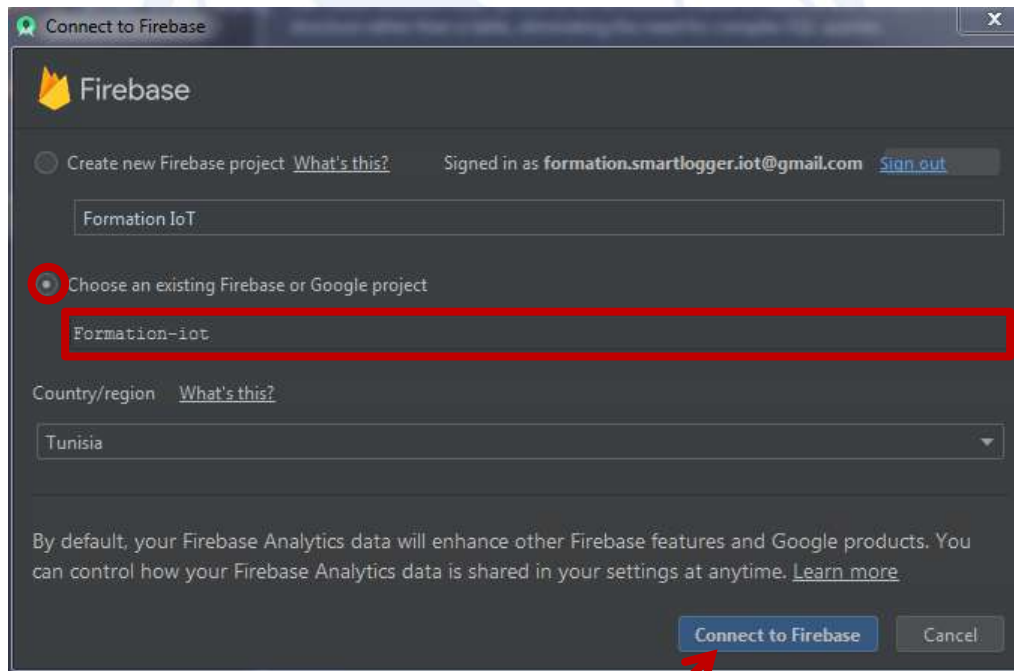 Connect to Firebase
X
Firebase
Create new Firebase project What's this? Signed in as formation.smartlogger.iot@gmail.com Sign out
Formation IoT
Choose an existing Firebase or Google project
Formation-iot
Country/region What's this?
Tunisia
By default, your Firebase Analytics data will enhance other Firebase features and Google products. You
can control how your Firebase Analytics data is shared in your settings at anytime. Learn more
Connect to Firebase Cancel